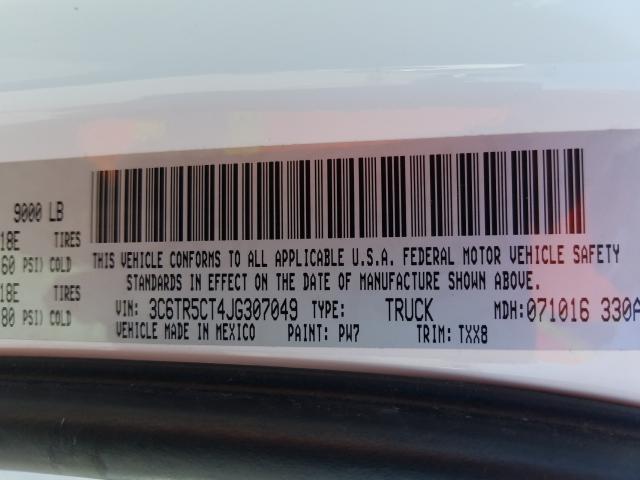 9000 LB
18E TIRES
60 PSI) COLD
18E TIRES
80 PSI) COLD
THIS VEHICLE CONFORMS TO ALL APPLICABLE U.S.A. FEDERAL MOTOR VEHICLE SAFETY
STANDARDS IN EFFECT ON THE DATE OF MANUFACTURE SHOWN ABOVE.
VIN: 3C6TR5CT4JG307049 TYPE: TRUCK MDH: 071016 330A
VEHICLE MADE IN MEXICO PAINT: PW7 TRIM: TXX8